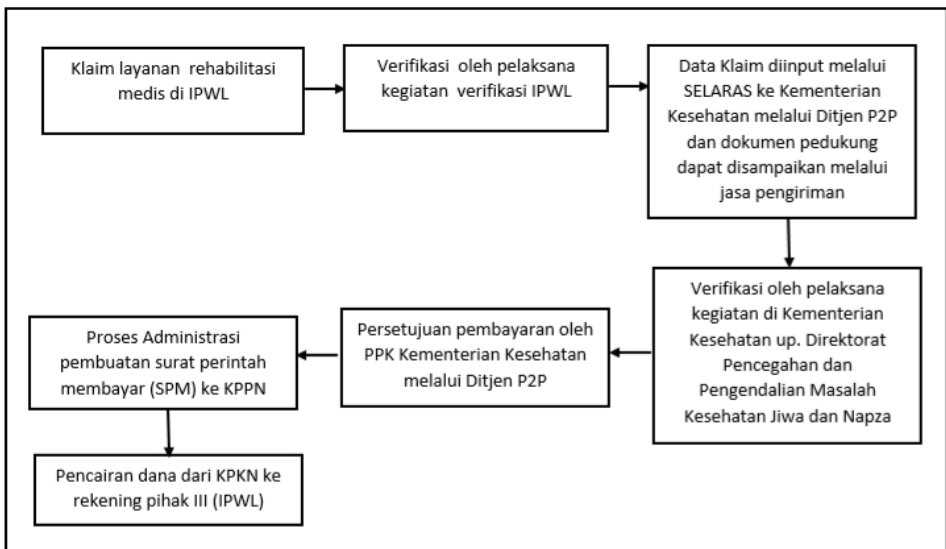 Klaim layanan rehabilitasi
medis di IPWL
Verifikasi oleh pelaksana
kegiatan verifikasi IPWL
Data Klaim diinput melalui
SELARAS ke Kementerian
Kesehatan melalui Ditjen P2P
dan dokumen pedukung
dapat disampaikan melalui
jasa pengiriman
Verifikasi oleh pelaksana
kegiatan di Kementerian
Kesehatan up. Direktorat
Pencegahan dan
Pengendalian Masalah
Kesehatan Jiwa dan Napza
Persetujuan pembayaran oleh
PPK Kementerian Kesehatan
melalui Ditjen P2P
Proses Administrasi
pembuatan surat perintah
membayar (SPM) ke KPPN
Pencairan dana dari KPKN ke
rekening pihak III (IPWL)